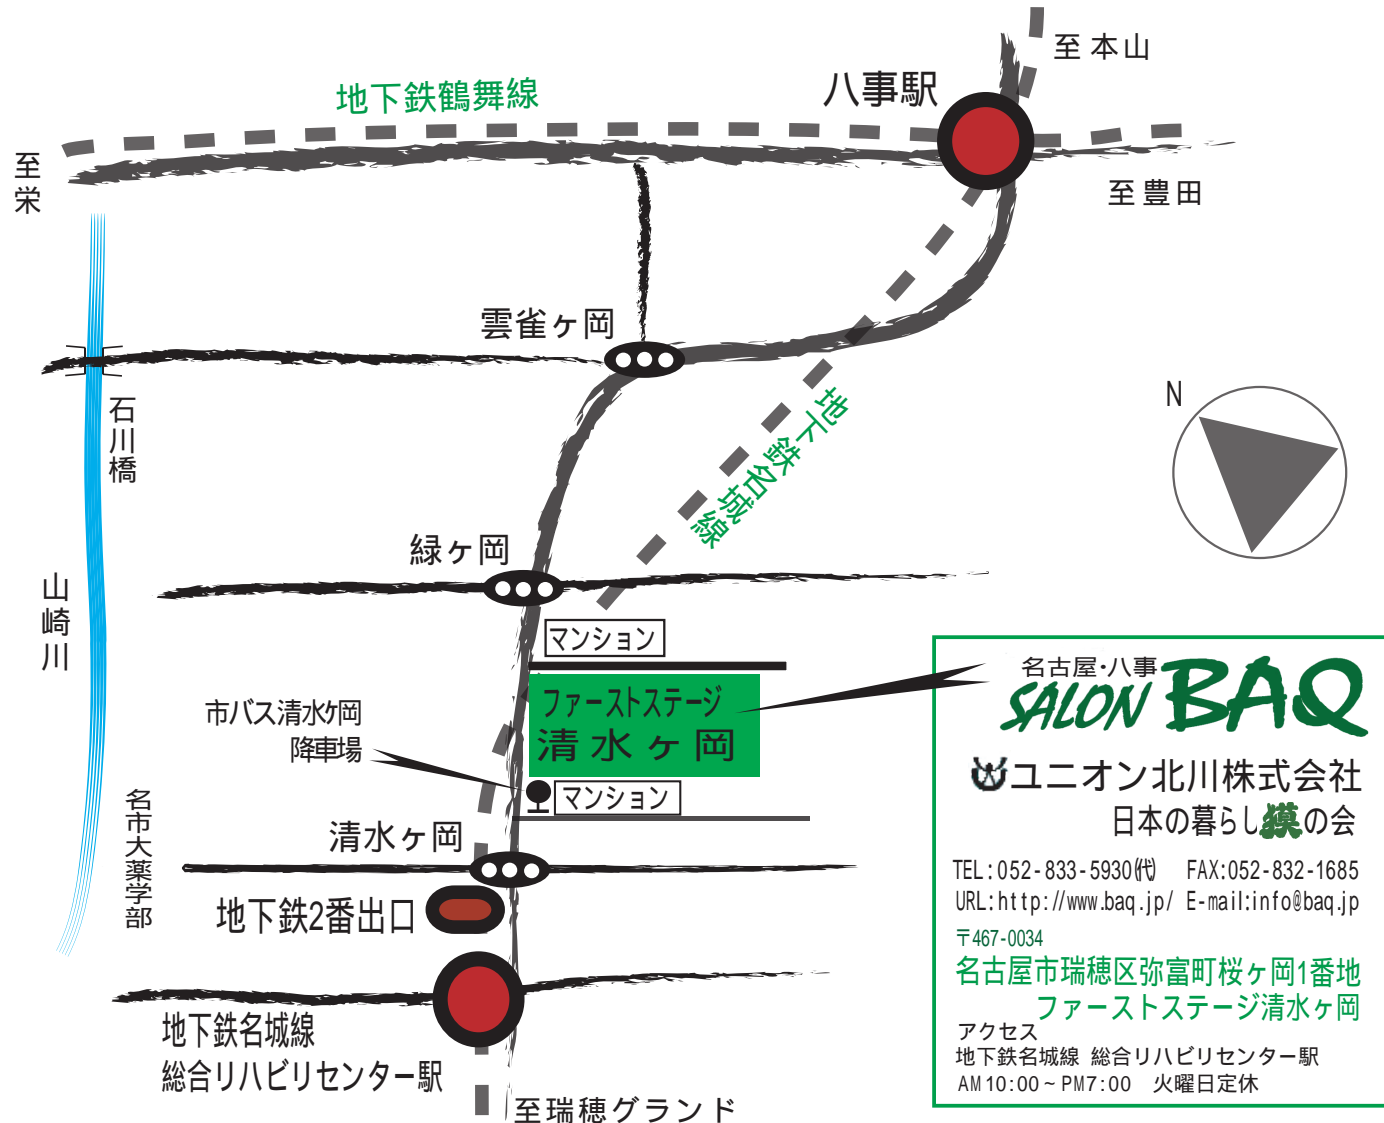 至本山
八事駅
地下鉄鶴舞線
至栄
至豊田
雲雀ヶ岡
N
石川橋
地下鉄名城線
緑ヶ岡
山崎川
マンション
名古屋・八事
SALON BAQ
ファーストステージ
清水ヶ岡
市バス清水ケ岡
降車場
ユニオン北川株式会社
マンション
日本の暮らし獏の会
名市大薬学部
清水ヶ岡
TEL:052-833-5930㈹ FAX:052-832-1685
URL:http://www.baq.jp/ E-mail:info@baq.jp
地下鉄2番出口
〒467-0034
名古屋市瑞穂区弥富町桜ヶ岡1番地
ファーストステージ清水ヶ岡
アクセス
地下鉄名城線 総合リハビリセンター駅
AM10:00~PM7:00 火曜日定休
地下鉄名城線
総合リハビリセンター駅
至瑞穂グランド